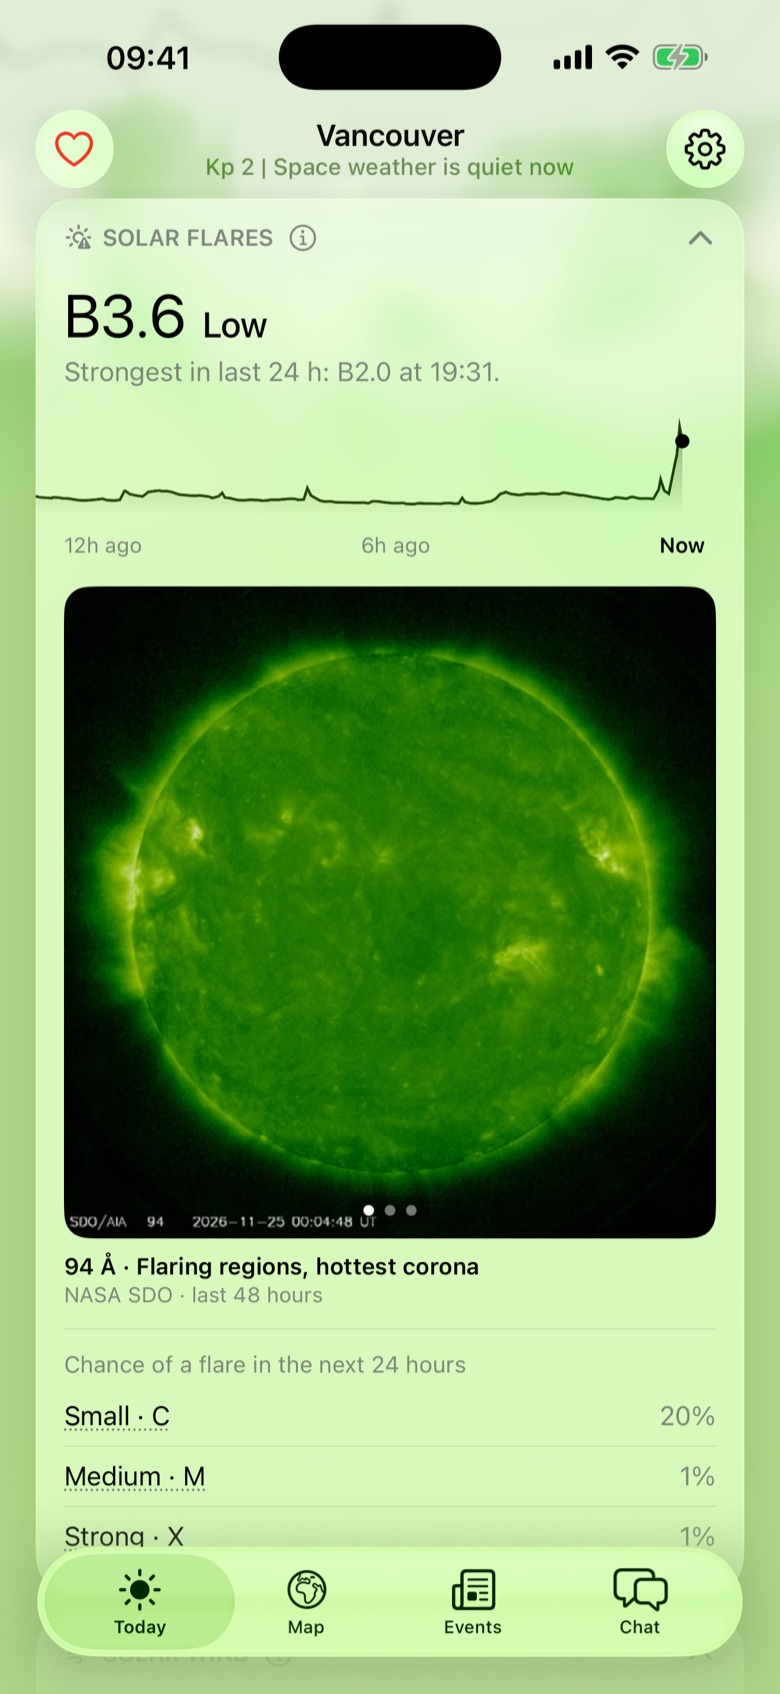 09:41
Vancouver
Kp 2 | Space weather is quiet now
SOLAR FLARES
B3.6 Low
Strongest in last 24 h: B2.0 at 19:31.
12h ago 6h ago Now
SDO/AIA 94 2026-11-25 00:04:48 UT
94 Å · Flaring regions, hottest corona
NASA SDO · last 48 hours
Chance of a flare in the next 24 hours
Small · C 20%
Medium · M 1%
Strong · X 1%
Today Map Events Chat
SOLAR WIND